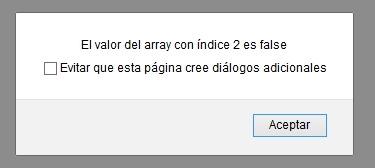 El valor del array con índice 2 es false
Evitar que esta página cree diálogos adicionales
Aceptar